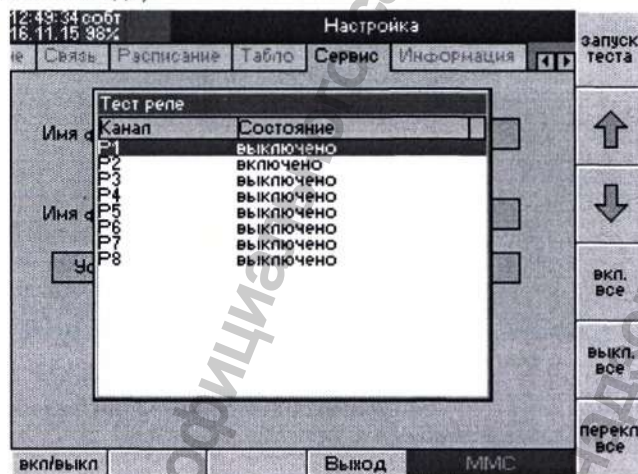 12:49:34 собт
16.11.15 98%
Настройка
запуск
теста
ие Связь Расписание Табло Сервис Информация
Тест реле
Имя ф
Канал Состояние
P1 выключено
P2 включено
P3 выключено
P4 выключено
P5 выключено
P6 выключено
P7 выключено
P8 выключено
Имя ф
Ус
вкл.
все
выкл.
все
перекл
все
вкл/выкл Выход ММС